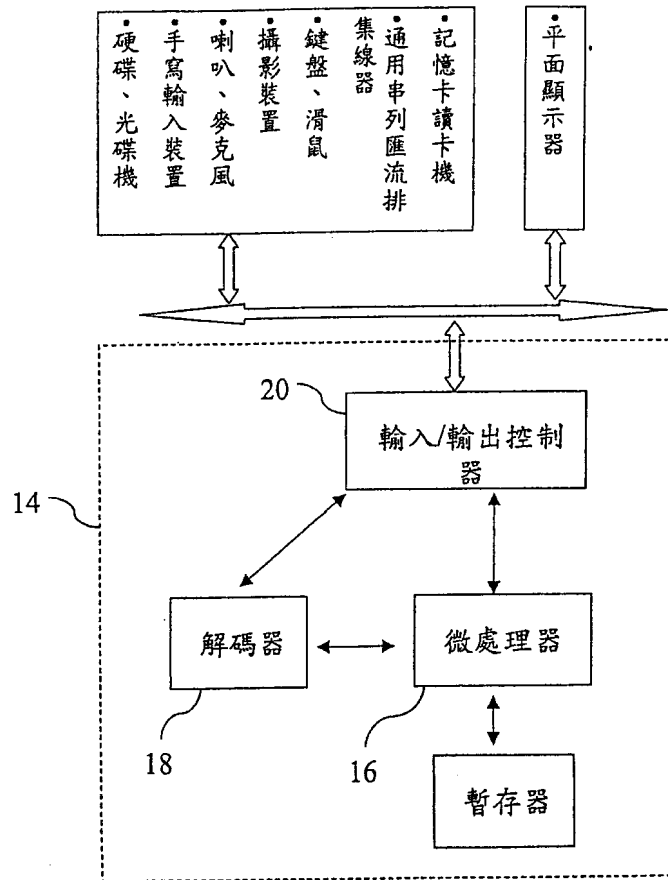 •平面顯示器
•記憶卡讀卡機
•通用串列匯流排
集線器
•鍵盤、滑鼠
•攝影裝置
•喇叭、麥克風
•手寫輸入裝置
•硬碟、光碟機
20
輸入/輸出控制
器
14
解碼器
微處理器
18
16
暫存器